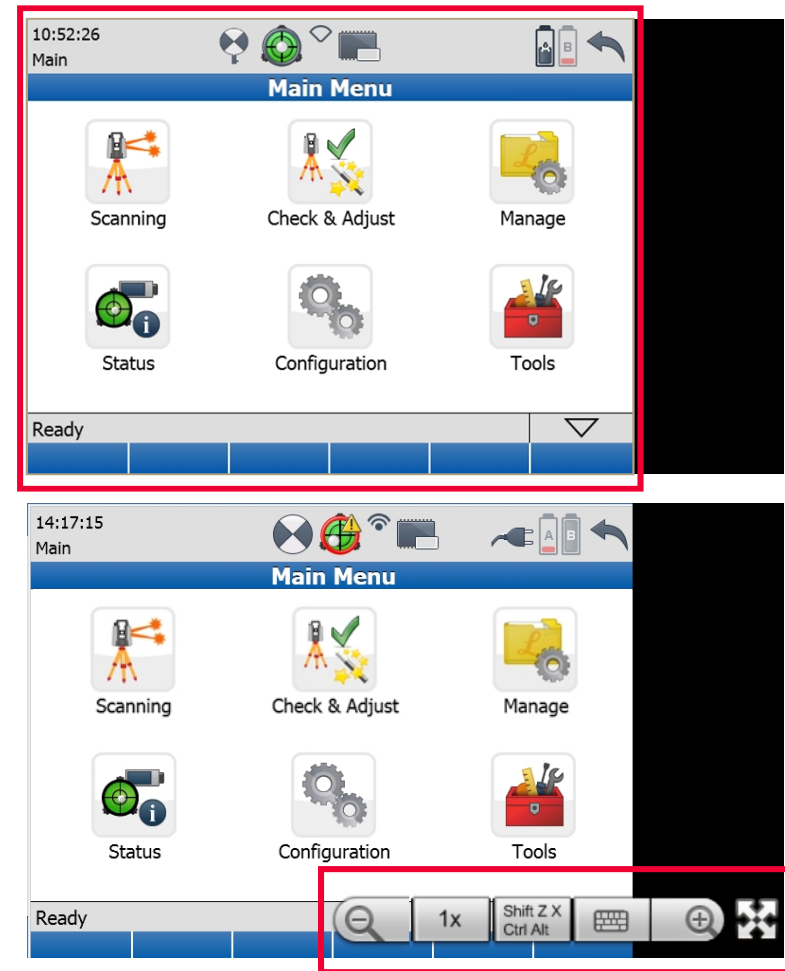 10:52:26
Main
B
Main Menu
Scanning
Check & Adjust
Manage
i
Status
Configuration
Tools
Ready
14:17:15
Main
A
B
Main Menu
Scanning
Check & Adjust
Manage
i
Status
Configuration
Tools
Ready
1x
Shift Z X
Ctrl Alt